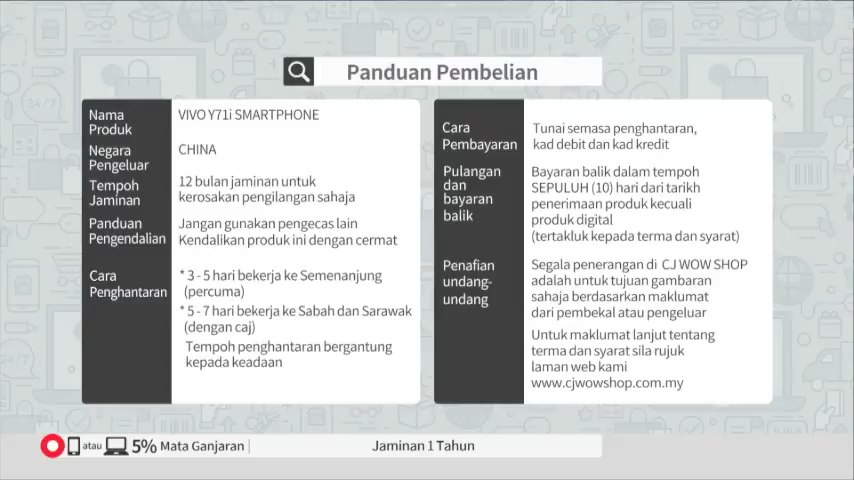 Panduan Pembelian
Nama
Produk
VIVO Y71i SMARTPHONE
Negara
Pengeluar
CHINA
Tempoh
Jaminan
12 bulan jaminan untuk
kerosakan pengilangan sahaja
Panduan
Pengendalian
Jangan gunakan pengecas lain
Kendalikan produk ini dengan cermat
Cara
Penghantaran
* 3 - 5 hari bekerja ke Semenanjung
(percuma)
* 5 - 7 hari bekerja ke Sabah dan Sarawak
(dengan caj)
Tempoh penghantaran bergantung
kepada keadaan
Cara
Pembayaran
Tunai semasa penghantaran,
kad debit dan kad kredit
Pulangan
dan
bayaran
balik
Bayaran balik dalam tempoh
SEPULUH (10) hari dari tarikh
penerimaan produk kecuali
produk digital
(tertakluk kepada terma dan syarat)
Penafian
undang-
undang
Segala penerangan di CJ WOW SHOP
adalah untuk tujuan gambaran
sahaja berdasarkan maklumat
dari pembekal atau pengeluar
Untuk maklumat lanjut tentang
terma dan syarat sila rujuk
laman web kami
www.cjwowshop.com.my
atau 5% Mata Ganjaran
Jaminan 1 Tahun
24/7